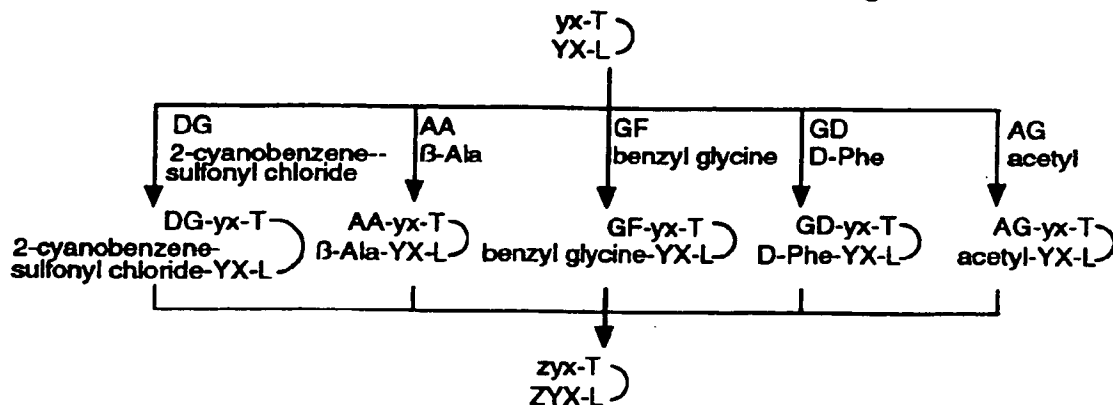 yx-T
YX-L
DG
2-cyanobenzene--
sulfonyl chloride
AA
ß-Ala
GF
benzyl glycine
GD
D-Phe
AG
acetyl
DG-yx-T
2-cyanobenzene-
sulfonyl chloride-YX-L
AA-yx-T
ß-Ala-YX-L
GF-yx-T
benzyl glycine-YX-L
GD-yx-T
D-Phe-YX-L
AG-yx-T
acetyl-YX-L
zyx-T
ZYX-L